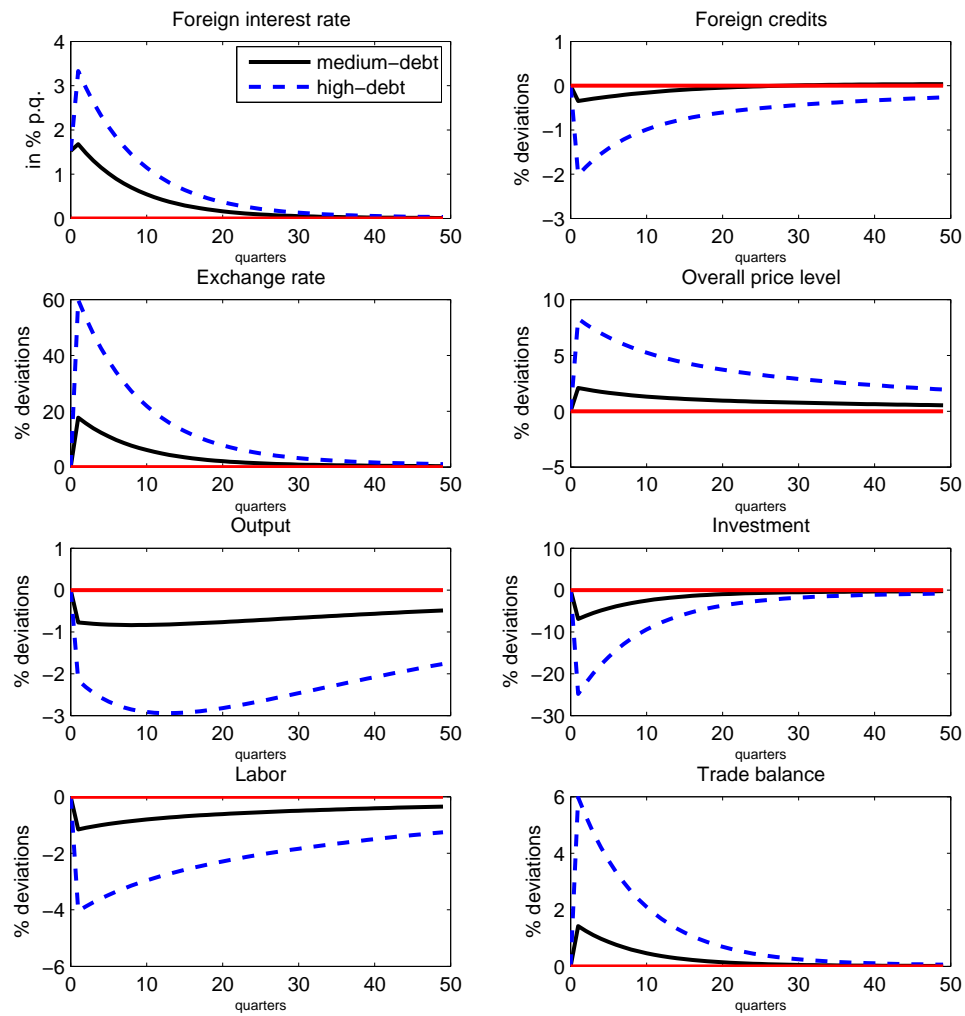 Foreign interest rate
in % p.q.
4
3
2
1
0
medium−debt
high−debt
0 10 20 30 40 50
quarters
Foreign credits
% deviations
1
0
−1
−2
−3
0 10 20 30 40 50
quarters
Exchange rate
% deviations
60
40
20
0
0 10 20 30 40 50
quarters
Overall price level
% deviations
10
5
0
−5
0 10 20 30 40 50
quarters
Output
% deviations
1
0
−1
−2
−3
0 10 20 30 40 50
quarters
Investment
% deviations
10
0
−10
−20
−30
0 10 20 30 40 50
quarters
Labor
% deviations
0
−2
−4
−6
0 10 20 30 40 50
quarters
Trade balance
% deviations
6
4
2
0
0 10 20 30 40 50
quarters